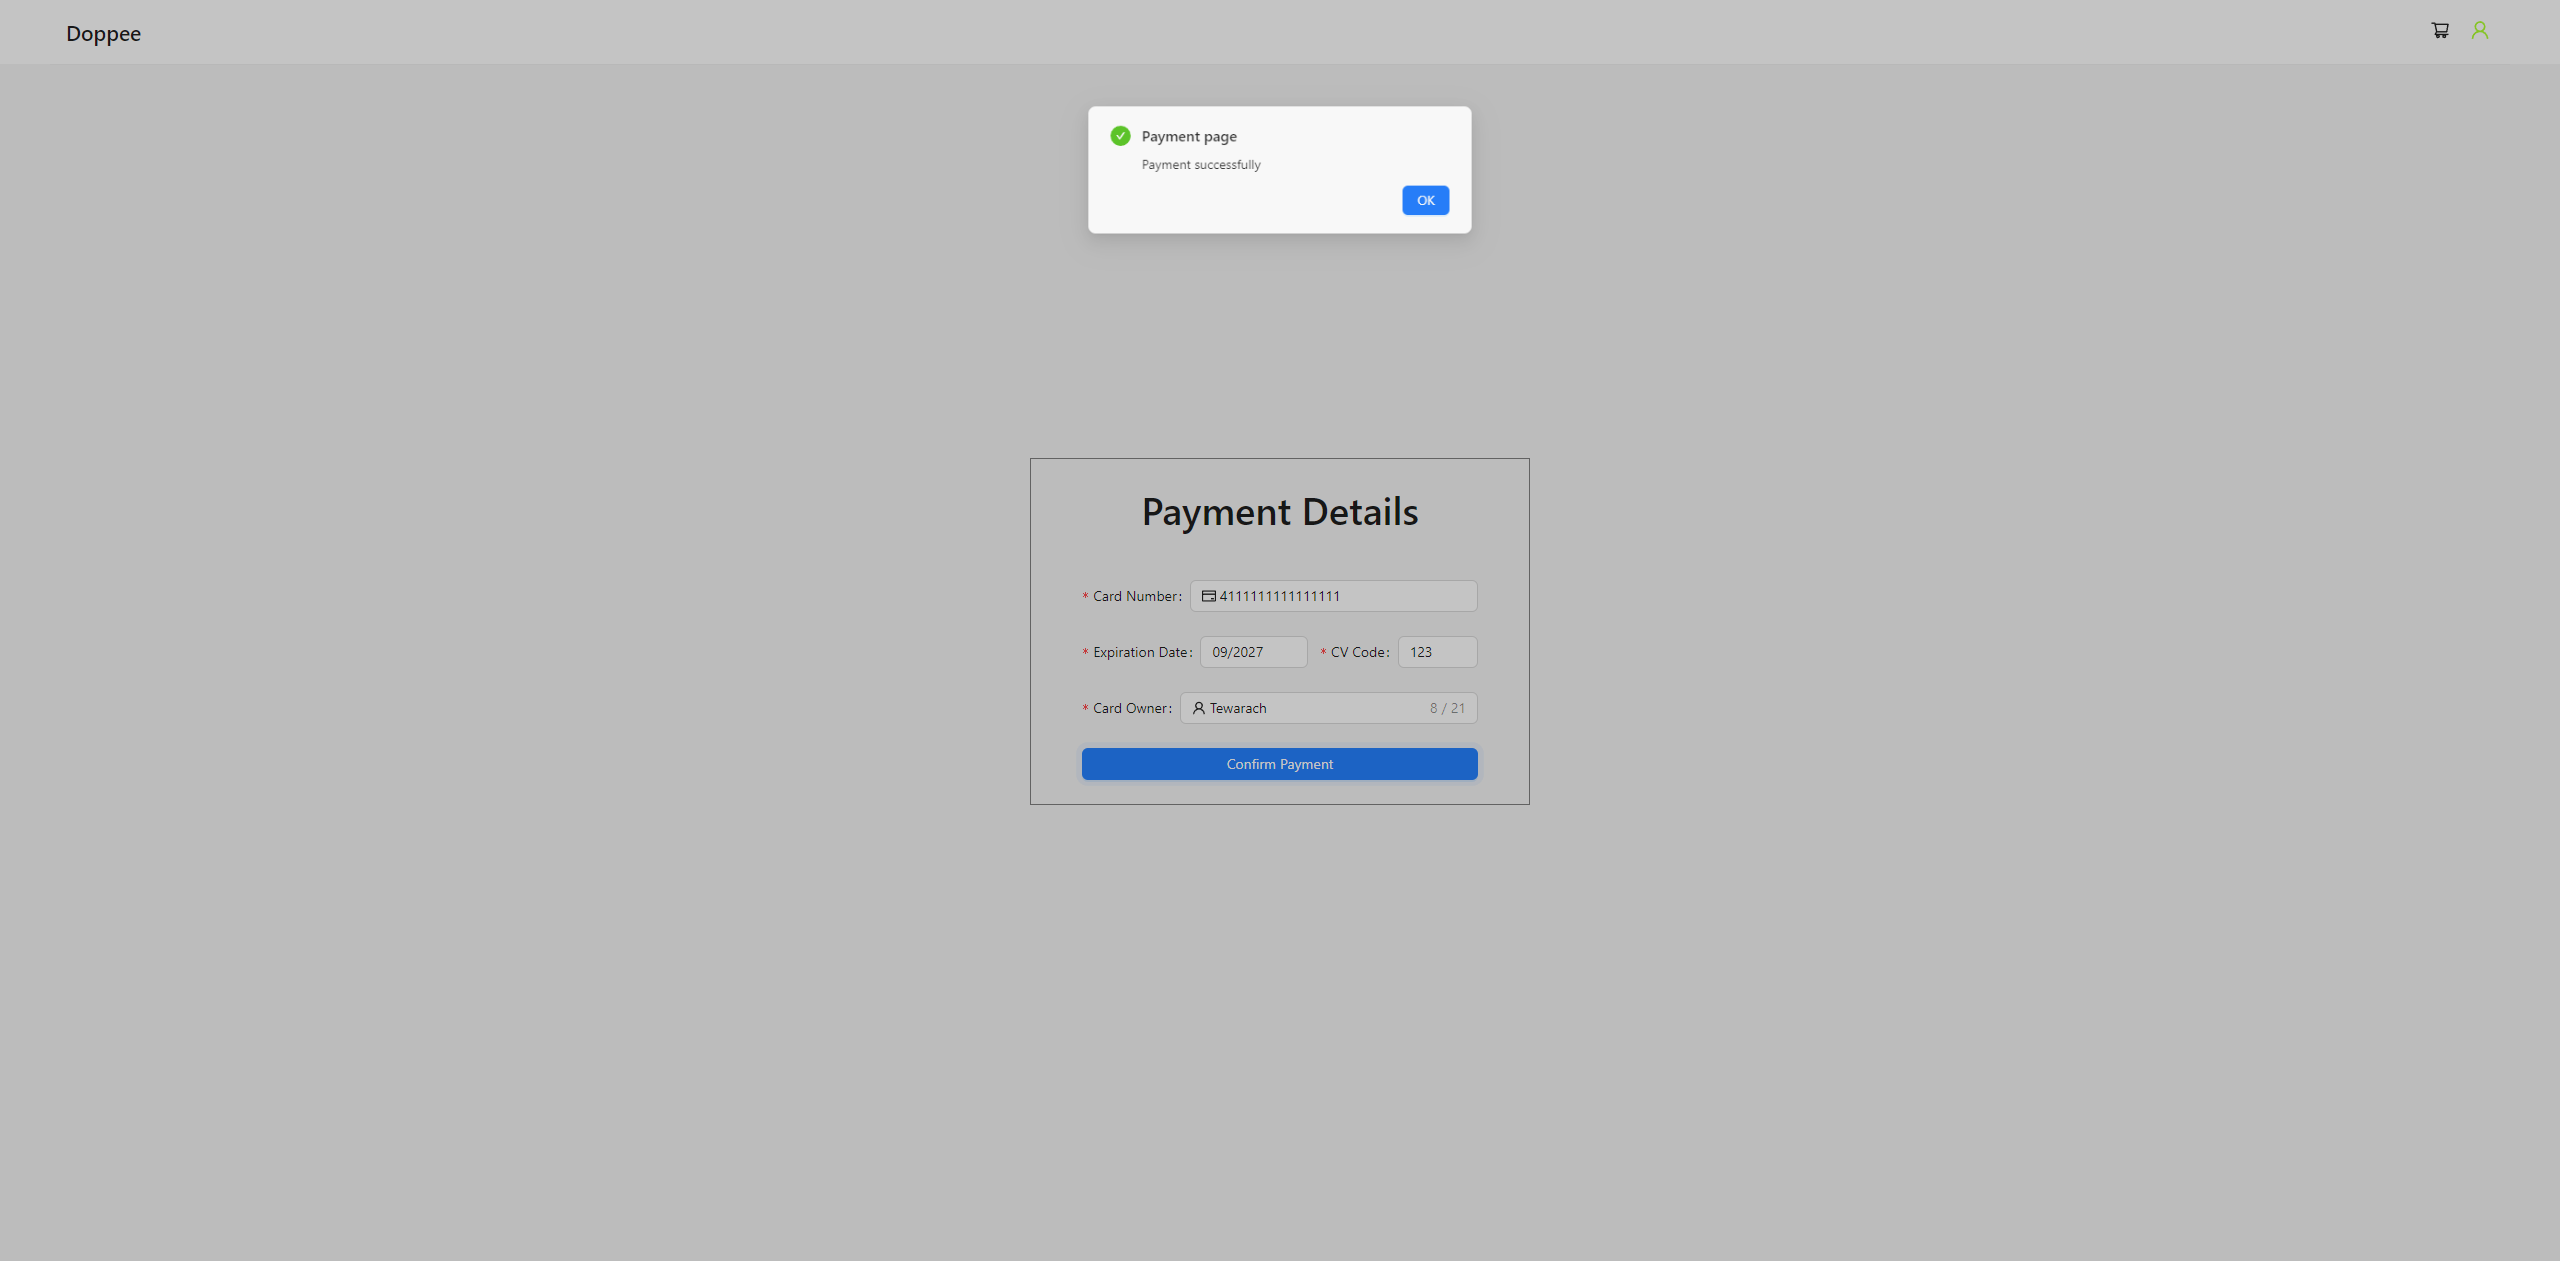 Doppee
Payment page
Payment successfully
OK
Payment Details
* Card Number: 4111111111111111
* Expiration Date: 09/2027 * CV Code: 123
* Card Owner: Tewarach 8 / 21
Confirm Payment